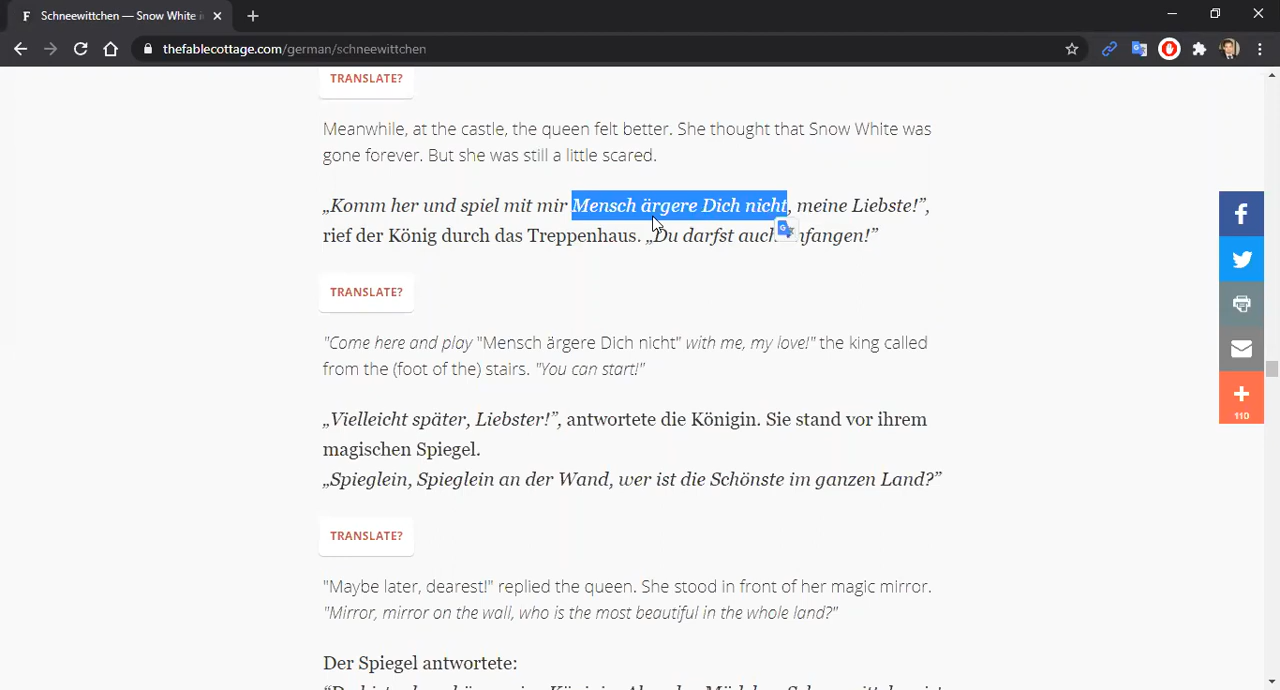 Schneewittchen — Snow White i
thefablecottage.com/german/schneewittchen
TRANSLATE?
Meanwhile, at the castle, the queen felt better. She thought that Snow White was
gone forever. But she was still a little scared.
„Komm her und spiel mit mir Mensch ärgere Dich nicht, meine Liebste!”,
rief der König durch das Treppenhaus. „Du darfst auch anfangen!”
TRANSLATE?
"Come here and play "Mensch ärgere Dich nicht" with me, my love!" the king called
from the (foot of the) stairs. "You can start!"
„Vielleicht später, Liebster!”, antwortete die Königin. Sie stand vor ihrem
magischen Spiegel.
„Spieglein, Spieglein an der Wand, wer ist die Schönste im ganzen Land?”
TRANSLATE?
"Maybe later, dearest!" replied the queen. She stood in front of her magic mirror.
"Mirror, mirror on the wall, who is the most beautiful in the whole land?"
Der Spiegel antwortete:
110